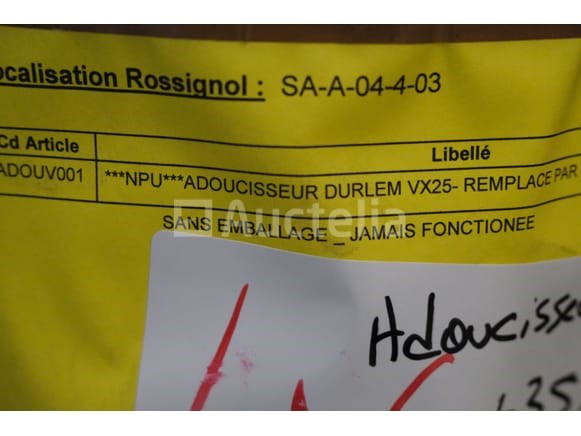 ocalisation Rossignol : SA-A-04-4-03
Cd Article Libellé
ADOUV001 ***NPU***ADOUCISSEUR DURLEM VX25- REMPLACE PAR
SANS EMBALLAGE _ JAMAIS FONCTIONEE
Auctelia
Adoucisse